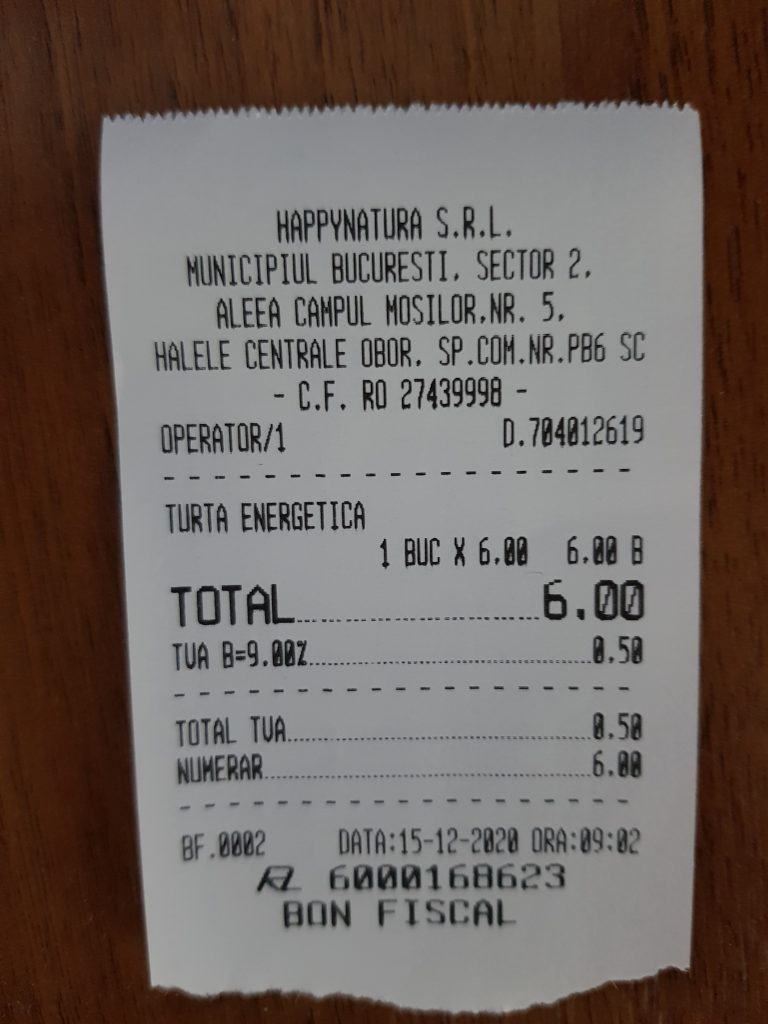 HAPPYNATURA S.R.L.
MUNICIPIUL BUCURESTI, SECTOR 2,
ALEEA CAMPUL MOSILOR,NR. 5,
HALELE CENTRALE OBOR, SP.COM.NR.PB6 SC
- C.F. RO 27439998 -
OPERATOR/1 D.704012619
TURTA ENERGETICA
1 BUC X 6.00 6.00 B
TOTAL 6.00
TVA B=9.00% 0.50
TOTAL TVA 0.50
NUMERAR 6.00
BF.0002 DATA:15-12-2020 ORA:09:02
6000168623
BON FISCAL